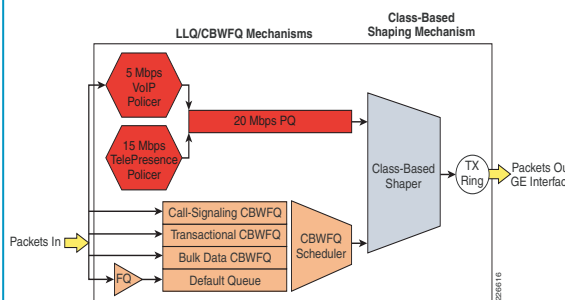 LLQ/CBWFQ Mechanisms
Class-Based
Shaping Mechanism
5 Mbps
VoIP
Policer
20 Mbps PQ
15 Mbps
TelePresence
Policer
Class-Based
Shaper
TX
Ring
Packets Ou
GE Interfac
Packets In
Call-Signaling CBWFQ
Transactional CBWFQ
Bulk Data CBWFQ
Default Queue
FQ
CBWFQ
Scheduler
226616